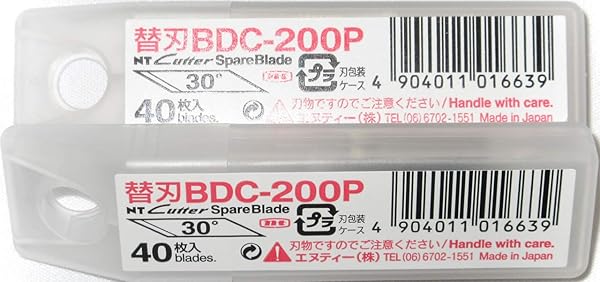 替刃BDC-200P
NT Cutter SpareBlade
30°
40枚入
blades.
プラ
刃包装
ケース
4 904011 016639
刃物ですのでご注意ください/Handle with care.
エヌティー(株) TEL(06)6702-1551 Made in Japan
替刃BDC-200P
NT Cutter SpareBlade
30°
40枚入
blades.
プラ
刃包装
ケース
4 904011 016639
刃物ですのでご注意ください/Handle with care.
エヌティー(株) TEL(06)6702-1551 Made in Japan